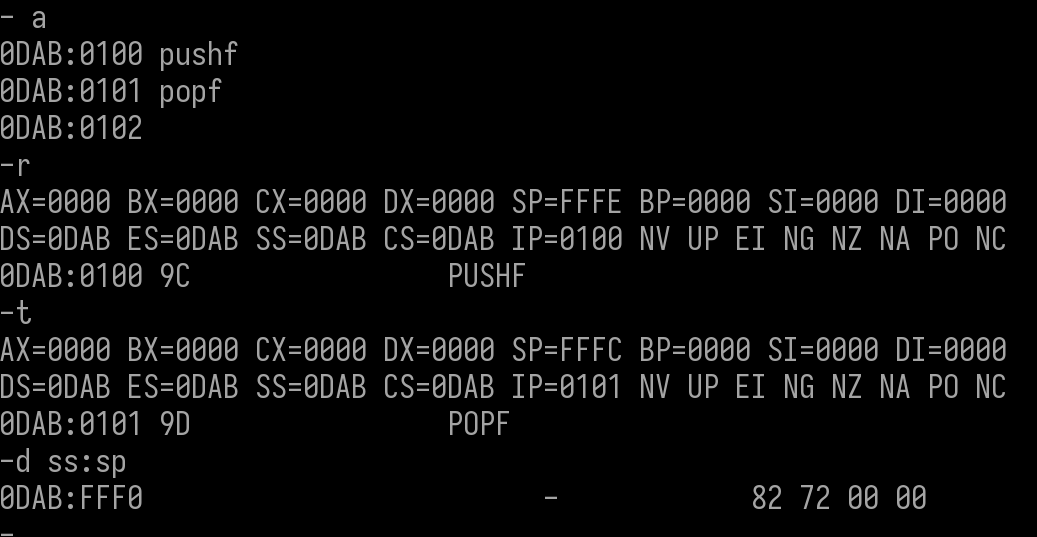 - a
0DAB:0100 pushf
0DAB:0101 popf
0DAB:0102
-r
AX=0000 BX=0000 CX=0000 DX=0000 SP=FFFE BP=0000 SI=0000 DI=0000
DS=0DAB ES=0DAB SS=0DAB CS=0DAB IP=0100 NV UP EI NG NZ NA PO NC
0DAB:0100 9C PUSHF
-t
AX=0000 BX=0000 CX=0000 DX=0000 SP=FFFC BP=0000 SI=0000 DI=0000
DS=0DAB ES=0DAB SS=0DAB CS=0DAB IP=0101 NV UP EI NG NZ NA PO NC
0DAB:0101 9D POPF
-d ss:sp
0DAB:FFF0 - 82 72 00 00
-